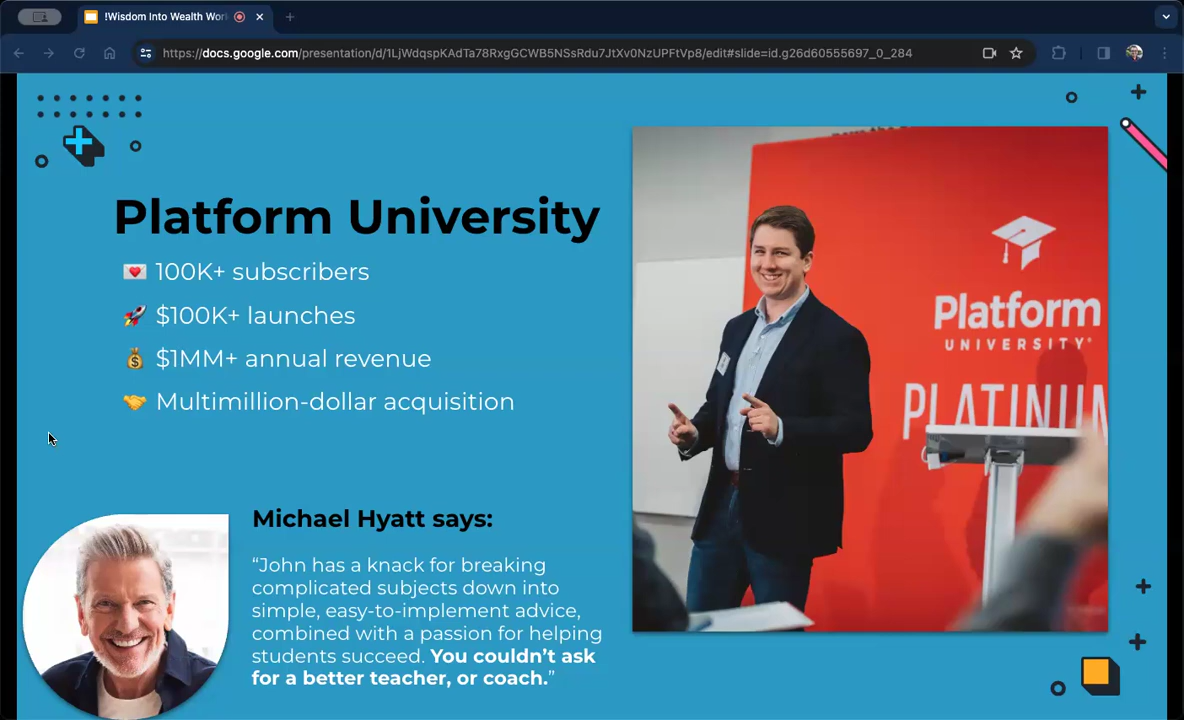 !Wisdom Into Wealth Wor
https://docs.google.com/presentation/d/1LjWdqspKAdTa78RxgGCWB5NSsRdu7JtXv0NzUPFtVp8/edit#slide=id.g26d60555697_0_284
Platform University
100K+ subscribers
$100K+ launches
$1MM+ annual revenue
Multimillion-dollar acquisition
Platform
UNIVERSITY
PLATINUM
Michael Hyatt says:
“John has a knack for breaking
complicated subjects down into
simple, easy-to-implement advice,
combined with a passion for helping
students succeed. You couldn’t ask
for a better teacher, or coach.”